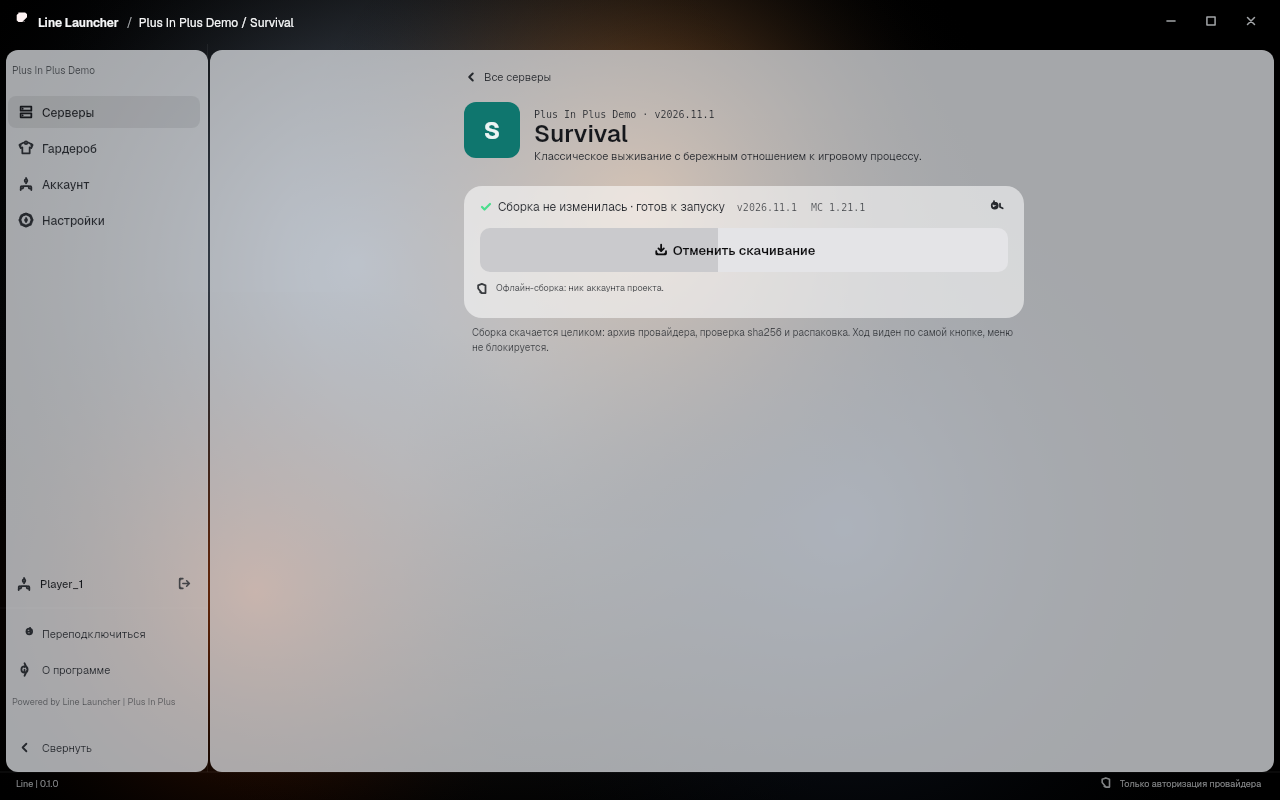 Line Launcher / Plus In Plus Demo / Survival
Plus In Plus Demo
Серверы
Гардероб
Аккаунт
Настройки
Player_1
Переподключиться
О программе
Powered by Line Launcher | Plus In Plus
Свернуть
Все серверы
S
Plus In Plus Demo · v2026.11.1
Survival
Классическое выживание с бережным отношением к игровому процессу.
Сборка не изменилась · готов к запуску v2026.11.1 MC 1.21.1
Отменить скачивание
Офлайн-сборка: ник аккаунта проекта.
Сборка скачается целиком: архив провайдера, проверка sha256 и распаковка. Ход виден по самой кнопке, меню
не блокируется.
Line | 0.1.0
Только авторизация провайдера